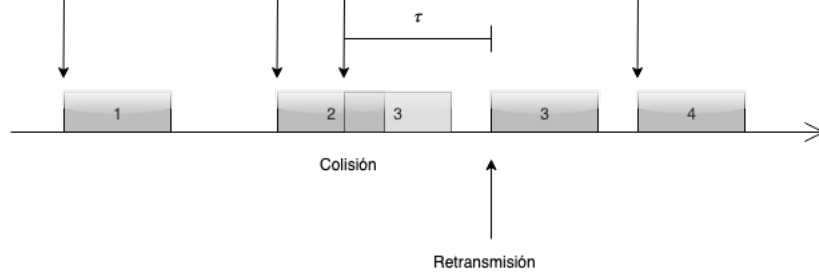 τ
1 2 3 3 4
Colisión
Retransmisión